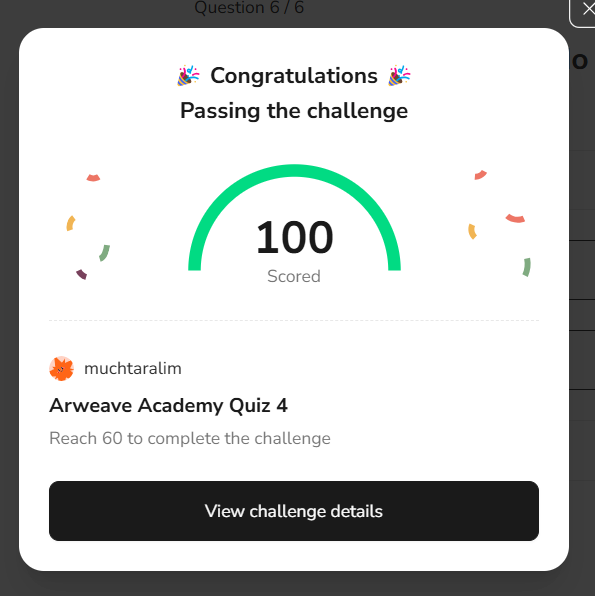 Question 6 / 6
Congratulations
Passing the challenge
100
Scored
muchtaralim
Arweave Academy Quiz 4
Reach 60 to complete the challenge
View challenge details